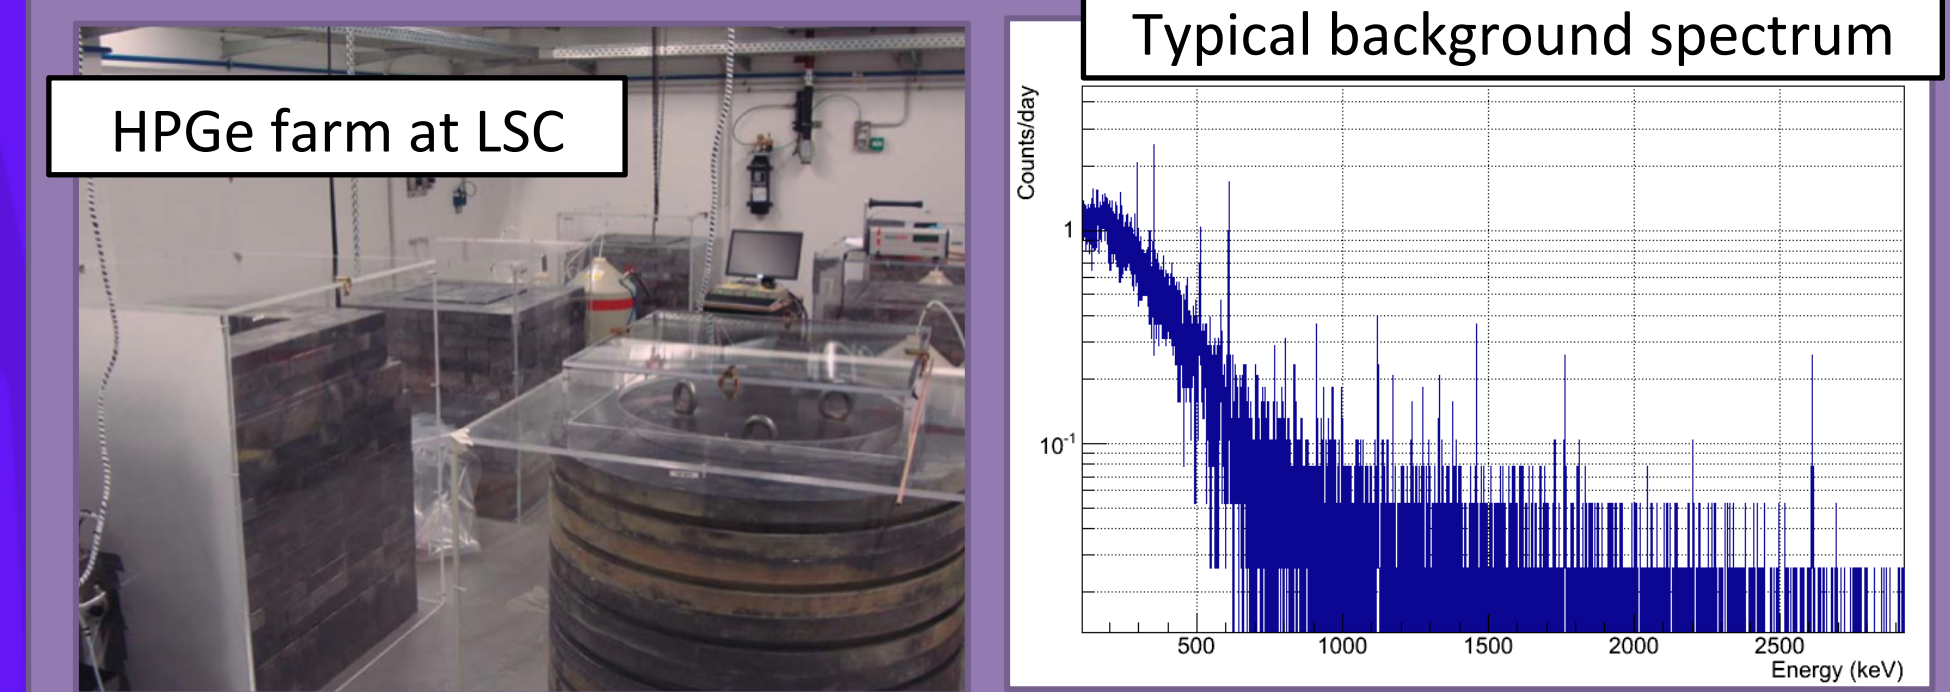 HPGe farm at LSC
Typical background spectrum
Counts/day
1
10-1
500 1000 1500 2000 2500
Energy (keV)